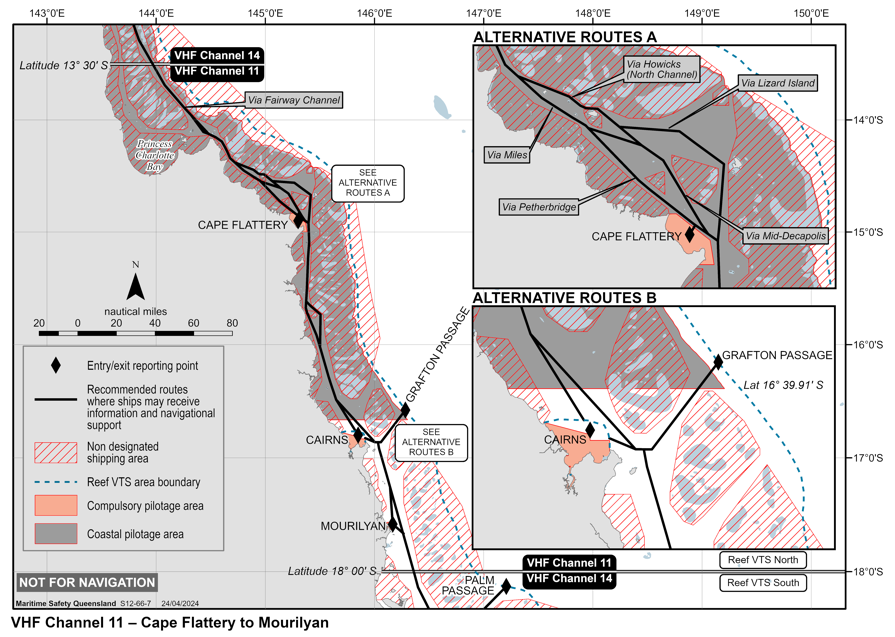 143°00'E
144°0'E
145°0'E
146°0'E
147°0'E
148°0'E
149°0'E
150°0'E
ALTERNATIVE ROUTES A
VHF Channel 14
Latitude 13° 30' S
VHF Channel 11
Via Fairway Channel
Via Howicks
(North Channel)
Via Lizard Island
14°0'S
Princess
Charlotte
Bay
Via Miles
SEE
ALTERNATIVE
ROUTES A
Via Petherbridge
CAPE FLATTERY
CAPE FLATTERY
Via Mid-Decapolis
15°0'S
N
nautical miles
20 0 20 40 60 80
ALTERNATIVE ROUTES B
16°0'S
GRAFTON PASSAGE
GRAFTON PASSAGE
Lat 16° 39.91' S
Entry/exit reporting point
Recommended routes
where ships may receive
information and navigational
support
Non designated
shipping area
Reef VTS area boundary
Compulsory pilotage area
Coastal pilotage area
CAIRNS
SEE
ALTERNATIVE
ROUTES B
CAIRNS
17°0'S
MOURILYAN
Reef VTS North
VHF Channel 11
Latitude 18° 00' S
18°0'S
VHF Channel 14
Reef VTS South
PALM
PASSAGE
NOT FOR NAVIGATION
Maritime Safety Queensland S12-66-7 24/04/2024
VHF Channel 11 – Cape Flattery to Mourilyan